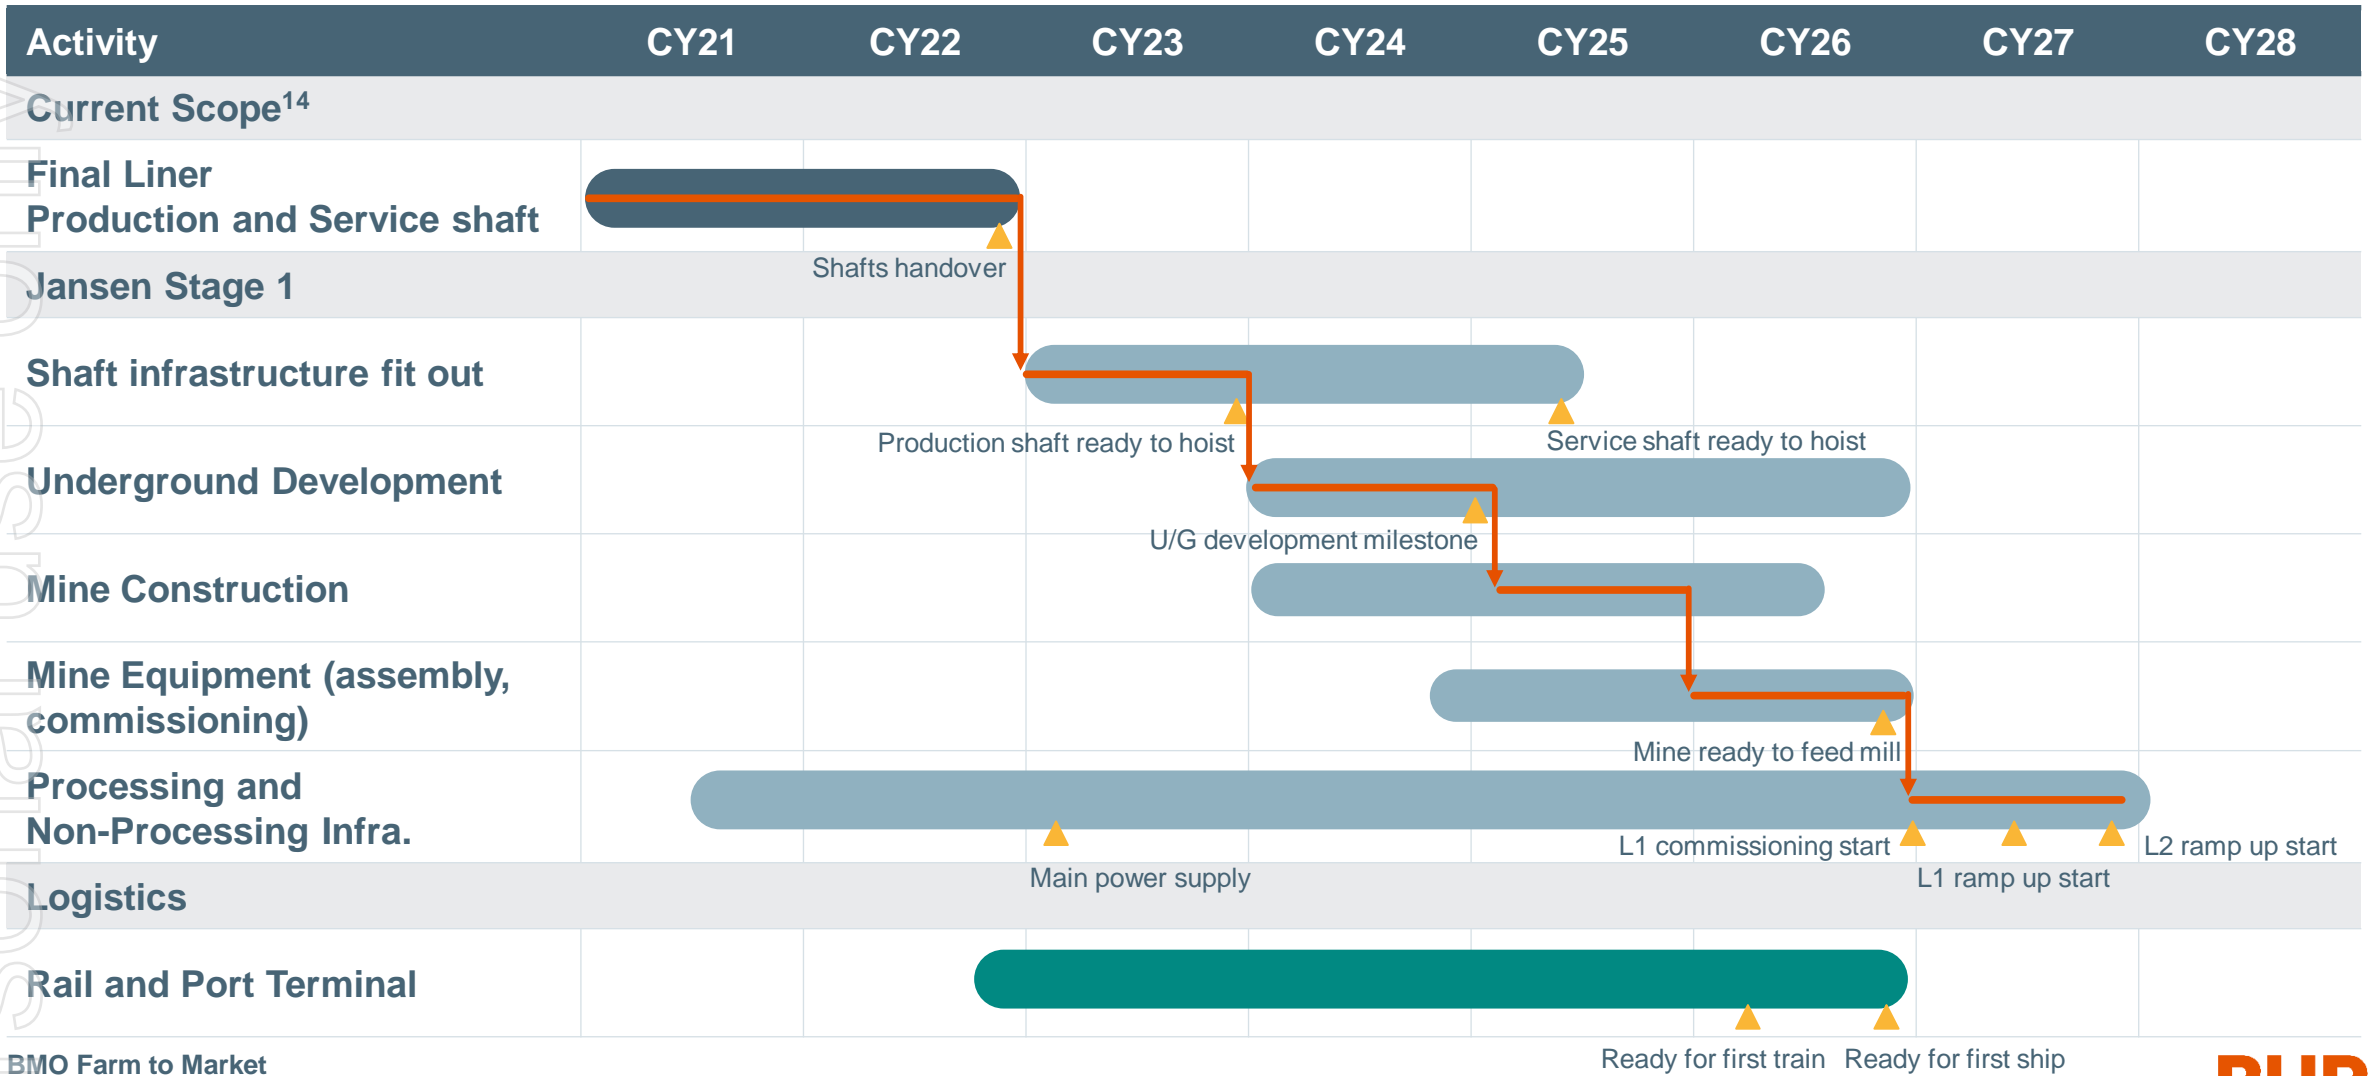 Activity CY21 CY22 CY23 CY24 CY25 CY26 CY27 CY28
Current Scope14
Final Liner
Production and Service shaft
Shafts handover
Jansen Stage 1
Shaft infrastructure fit out
Production shaft ready to hoist
Service shaft ready to hoist
Underground Development
U/G development milestone
Mine Construction
Mine Equipment (assembly,
commissioning)
Mine ready to feed mill
Processing and
Non-Processing Infra.
L1 commissioning start
L2 ramp up start
Main power supply
L1 ramp up start
Logistics
Rail and Port Terminal
Ready for first train
Ready for first ship
BMO Farm to Market
BHP